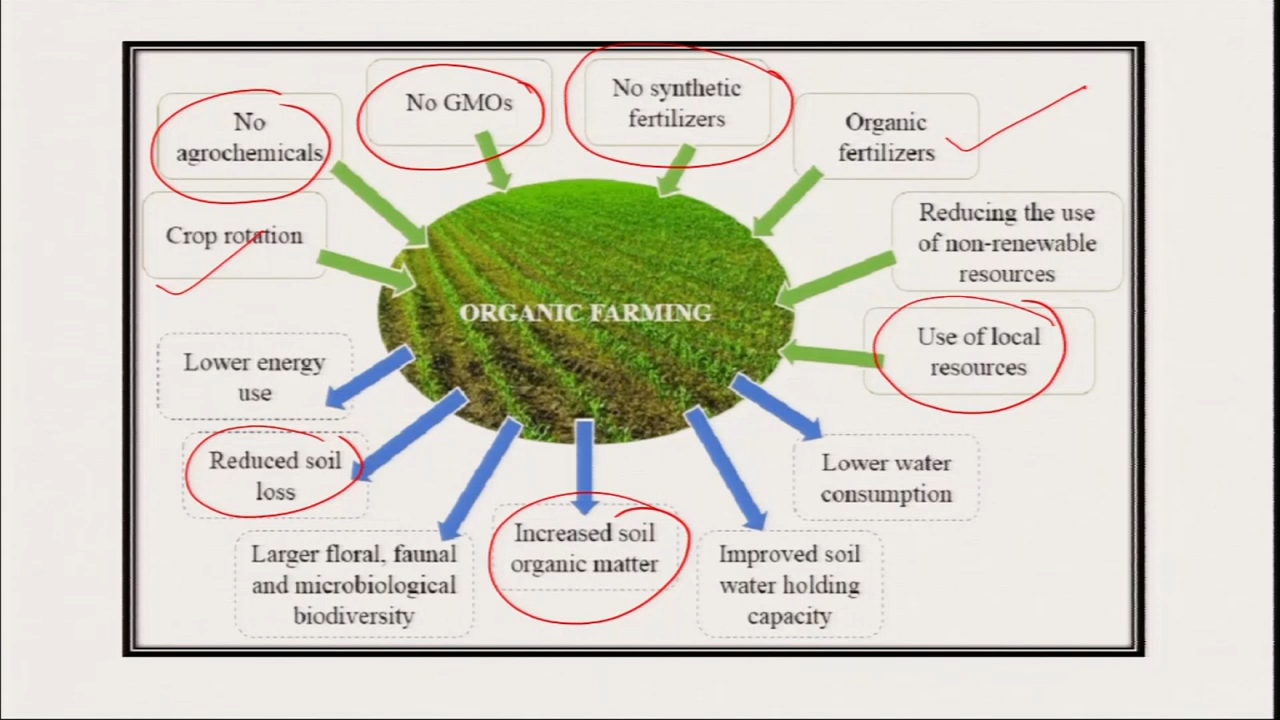 No
agrochemicals
No GMOs
No synthetic
fertilizers
Organic
fertilizers
Crop rotation
Reducing the use
of non-renewable
resources
ORGANIC FARMING
Use of local
resources
Lower energy
use
Reduced soil
loss
Larger floral, faunal
and microbiological
biodiversity
Increased soil
organic matter
Improved soil
water holding
capacity
Lower water
consumption